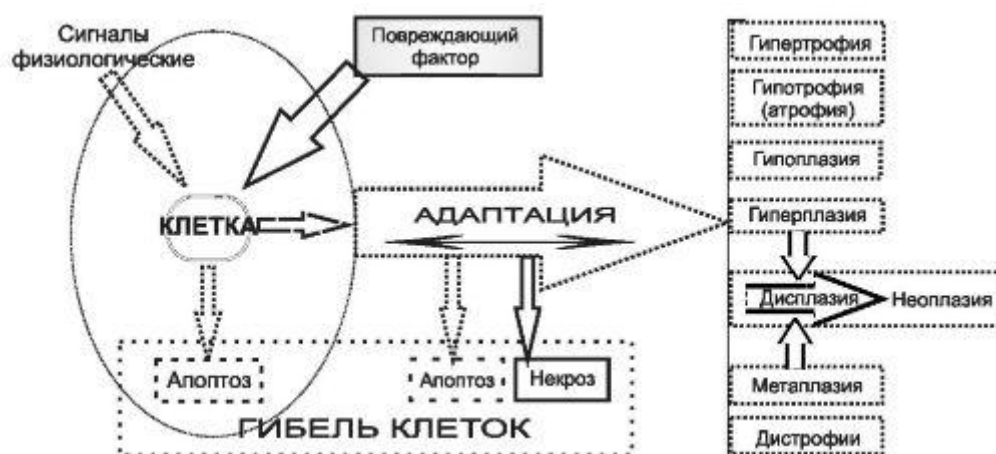 Сигналы
физиологические
Повреждающий
фактор
КЛЕТКА
АДАПТАЦИЯ
Апоптоз
Апоптоз
Некроз
ГИБЕЛЬ КЛЕТОК
Гипертрофия
Гипотрофия
(атрофия)
Гипоплазия
Гиперплазия
Дисплазия
Неоплазия
Метаплазия
Дистрофии